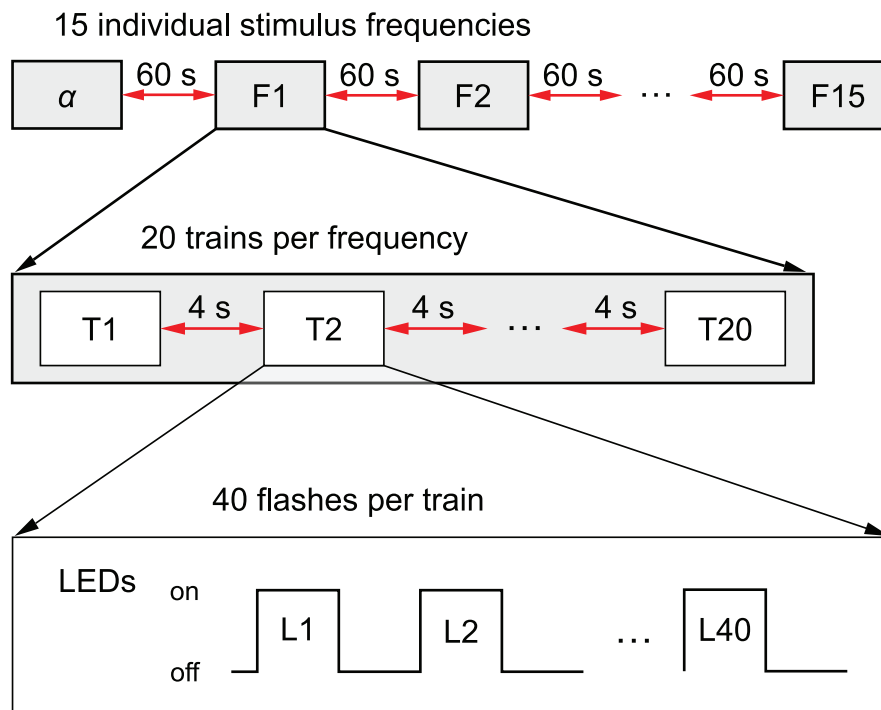 15 individual stimulus frequencies
α 60 s F1 60 s F2 60 s ... 60 s F15
20 trains per frequency
T1 4 s T2 4 s ... 4 s T20
40 flashes per train
LEDs on L1 L2 ... L40
off